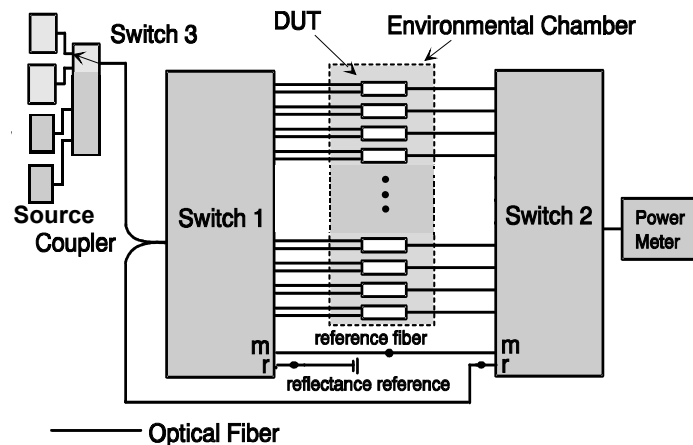 DUT
Environmental Chamber
Switch 3
Source
Coupler
Switch 1
Switch 2
Power
Meter
m
r
reference fiber
reflectance reference
m
r
Optical Fiber